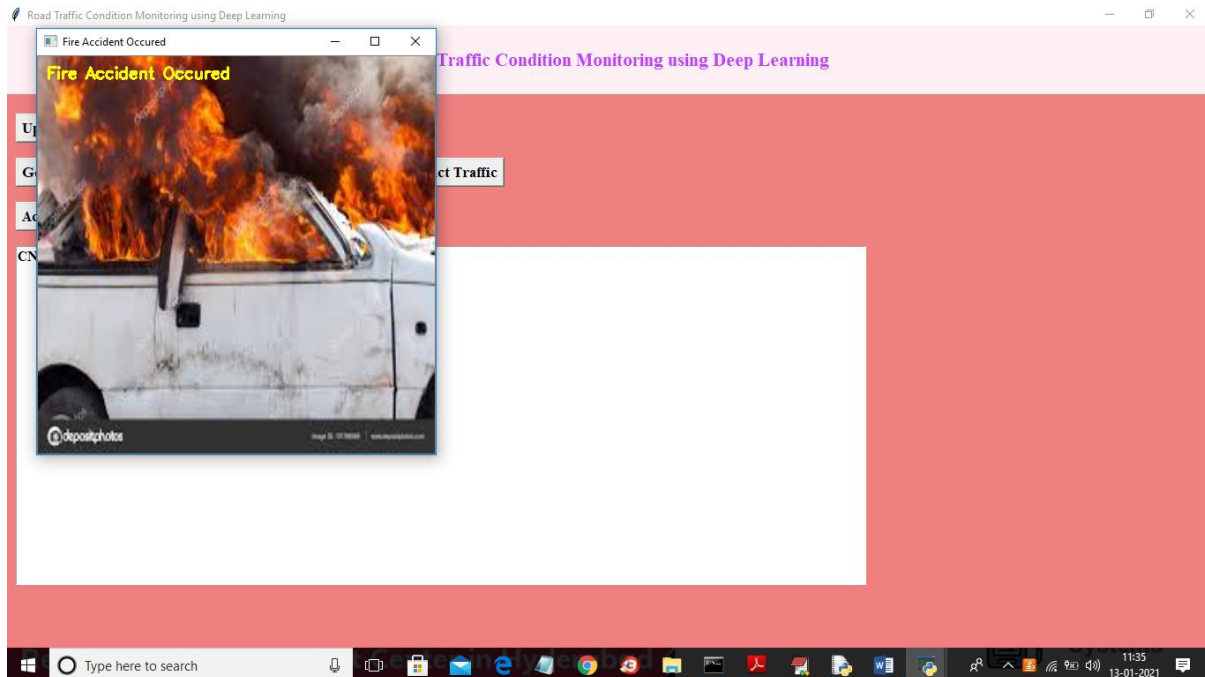 Road Traffic Condition Monitoring using Deep Learning
Fire Accident Occured
Traffic Condition Monitoring using Deep Learning
Fire Accident Occured
ct Traffic
CN
depositphotos
Type here to search
11:35
13-01-2021